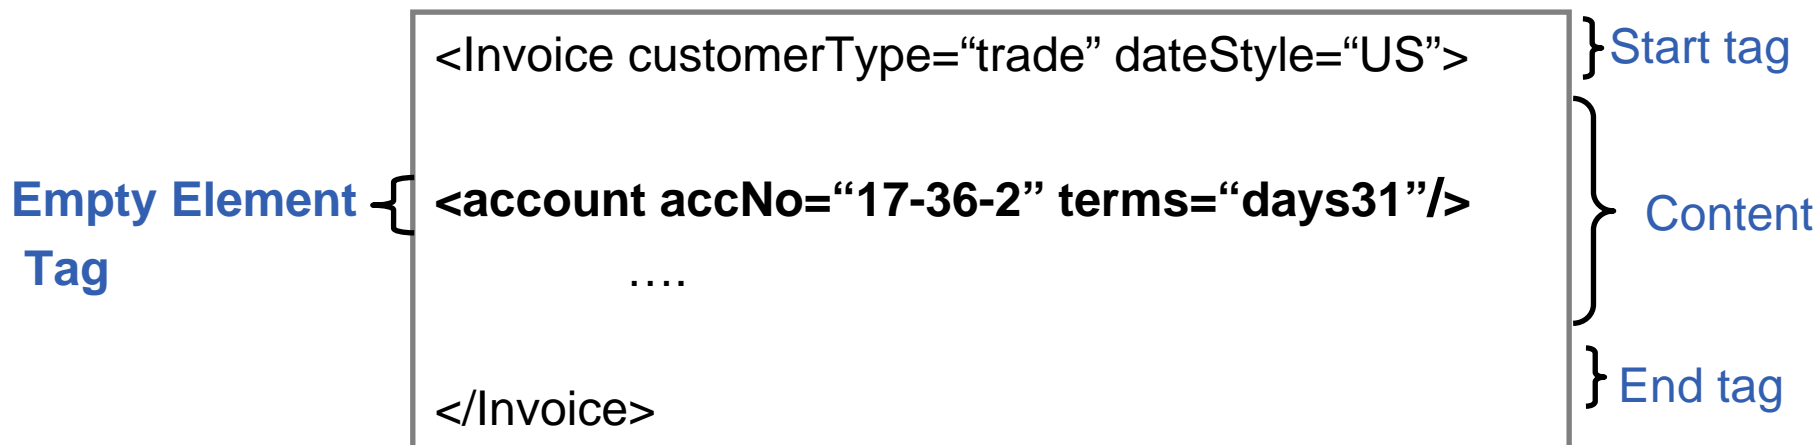 <Invoice customerType=“trade” dateStyle=“US”>
Start tag
Empty Element
Tag
<account accNo=“17-36-2” terms=“days31”/>
Content
….
</Invoice>
End tag